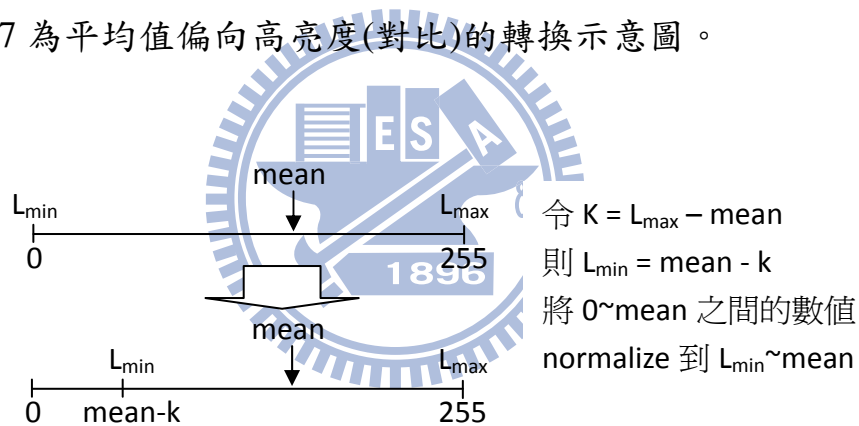 7 為平均值偏向高亮度(對比)的轉換示意圖。
E S A
mean
Lmin Lmax
0 255
1896
令 K = Lmax – mean
則 Lmin = mean - k
將 0~mean 之間的數值
normalize 到 Lmin~mean
mean
Lmin Lmax
0 mean-k 255